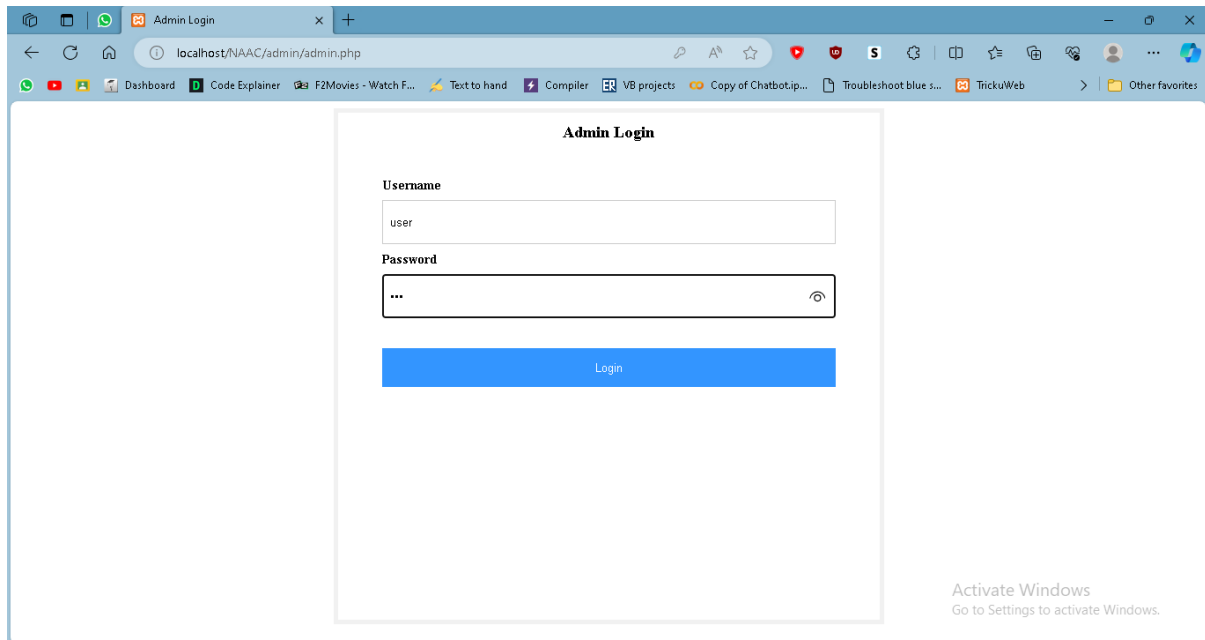 Admin Login
localhost/NAAC/admin/admin.php
Dashboard D Code Explainer F2Movies - Watch F... Text to hand Compiler ER VB projects CO Copy of Chatbot.ip... Troubleshoot blue s... TrickuWeb Other favorites
Admin Login
Username
user
Password
•••
Login
Activate Windows
Go to Settings to activate Windows.